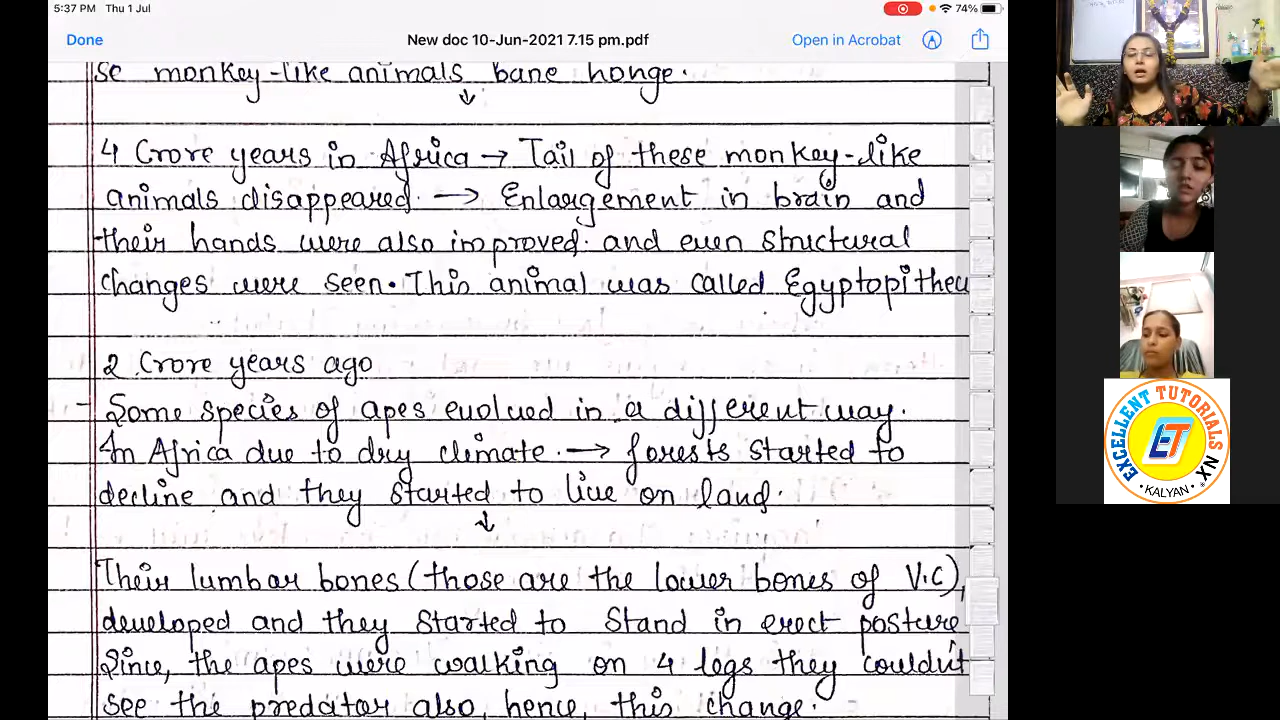 5:37 PM Thu 1 Jul
74%
Done
New doc 10-Jun-2021 7.15 pm.pdf
Open in Acrobat
se monkey-like animals bane honge.
4 Crore years in Africa → Tail of these monkey-like
animals disappeared. → Enlargement in brain and
their hands were also improved. and even structural
changes were seen. This animal was called Egyptopithecu
2 Crore years ago
- Some species of apes evolved in a different way.
In Africa due to dry climate. → forests started to
decline and they started to live on land.
↓
Their lumbar bones (those are the lower bones of V.C),
developed and they started to stand in erect posture
Since, the apes were walking on 4 legs they couldn't
see the predator also, hence, this change.
EXCELLENT TUTORIALS NX
ET
KALYAN